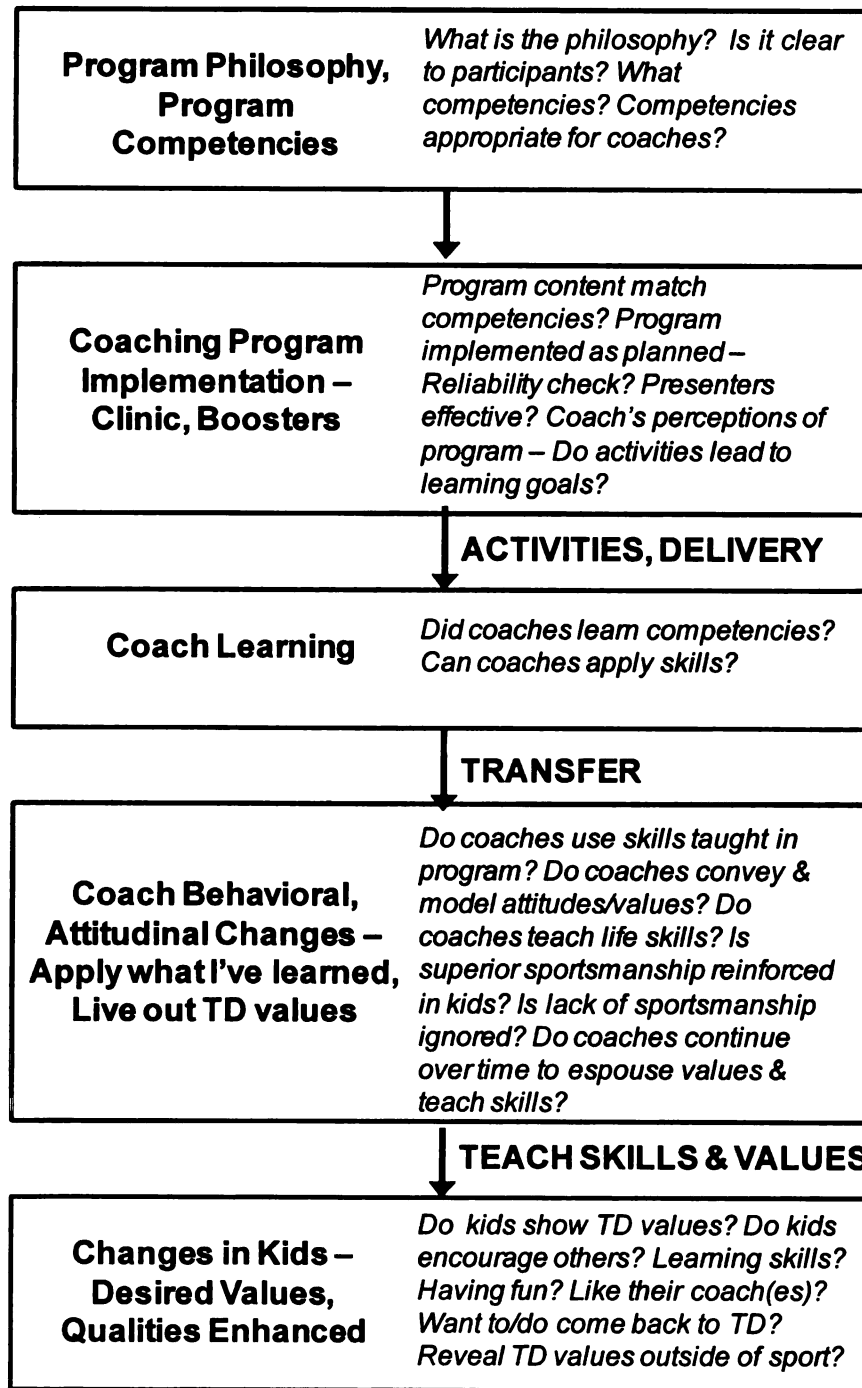 Program Philosophy,
Program
Competencies
What is the philosophy? Is it clear
to participants? What
competencies? Competencies
appropriate for coaches?
Coaching Program
Implementation –
Clinic, Boosters
Program content match
competencies? Program
implemented as planned –
Reliability check? Presenters
effective? Coach's perceptions of
program – Do activities lead to
learning goals?
ACTIVITIES, DELIVERY
Coach Learning
Did coaches learn competencies?
Can coaches apply skills?
TRANSFER
Coach Behavioral,
Attitudinal Changes –
Apply what I've learned,
Live out TD values
Do coaches use skills taught in
program? Do coaches convey &
model attitudes/values? Do
coaches teach life skills? Is
superior sportsmanship reinforced
in kids? Is lack of sportsmanship
ignored? Do coaches continue
overtime to espouse values &
teach skills?
TEACH SKILLS & VALUES
Changes in Kids –
Desired Values,
Qualities Enhanced
Do kids show TD values? Do kids
encourage others? Learning skills?
Having fun? Like their coach(es)?
Want to/do come back to TD?
Reveal TD values outside of sport?